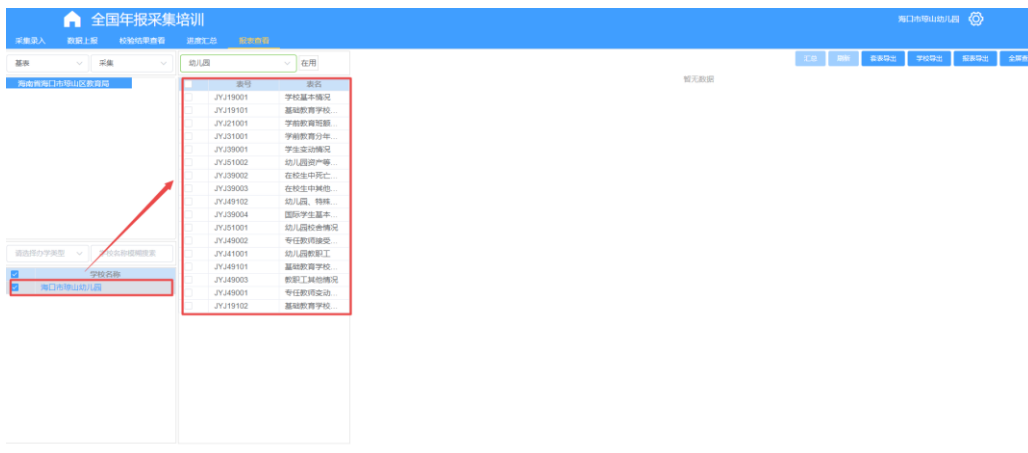 全国年报采集培训
海口市琼山幼儿园
采集录入 数据上报 校验结果查看 进度汇总 报表查看
基表 采集 幼儿园 在用 汇总 刷新 套表导出 学校导出 报表导出
海南省海口市琼山区教育局
暂无数据
表号 表名
JYJ19001 学校基本情况
JYJ19101 基础教育学校...
JYJ21001 学前教育班额...
JYJ31001 学前教育分年...
JYJ39001 学生变动情况
JYJ51002 幼儿园资产等...
JYJ39002 在校生中死亡...
JYJ39003 在校生中其他...
JYJ49102 幼儿园、特殊...
JYJ39004 国际学生基本...
JYJ51001 幼儿园校舍情况
JYJ49002 专任教师接受...
JYJ41001 幼儿园教职工
JYJ49101 基础教育学校...
JYJ49003 教职工其他情况
JYJ49001 专任教师变动...
JYJ19102 基础教育学校...
请选择办学类型 学校名称模糊搜索
学校名称
海口市琼山幼儿园